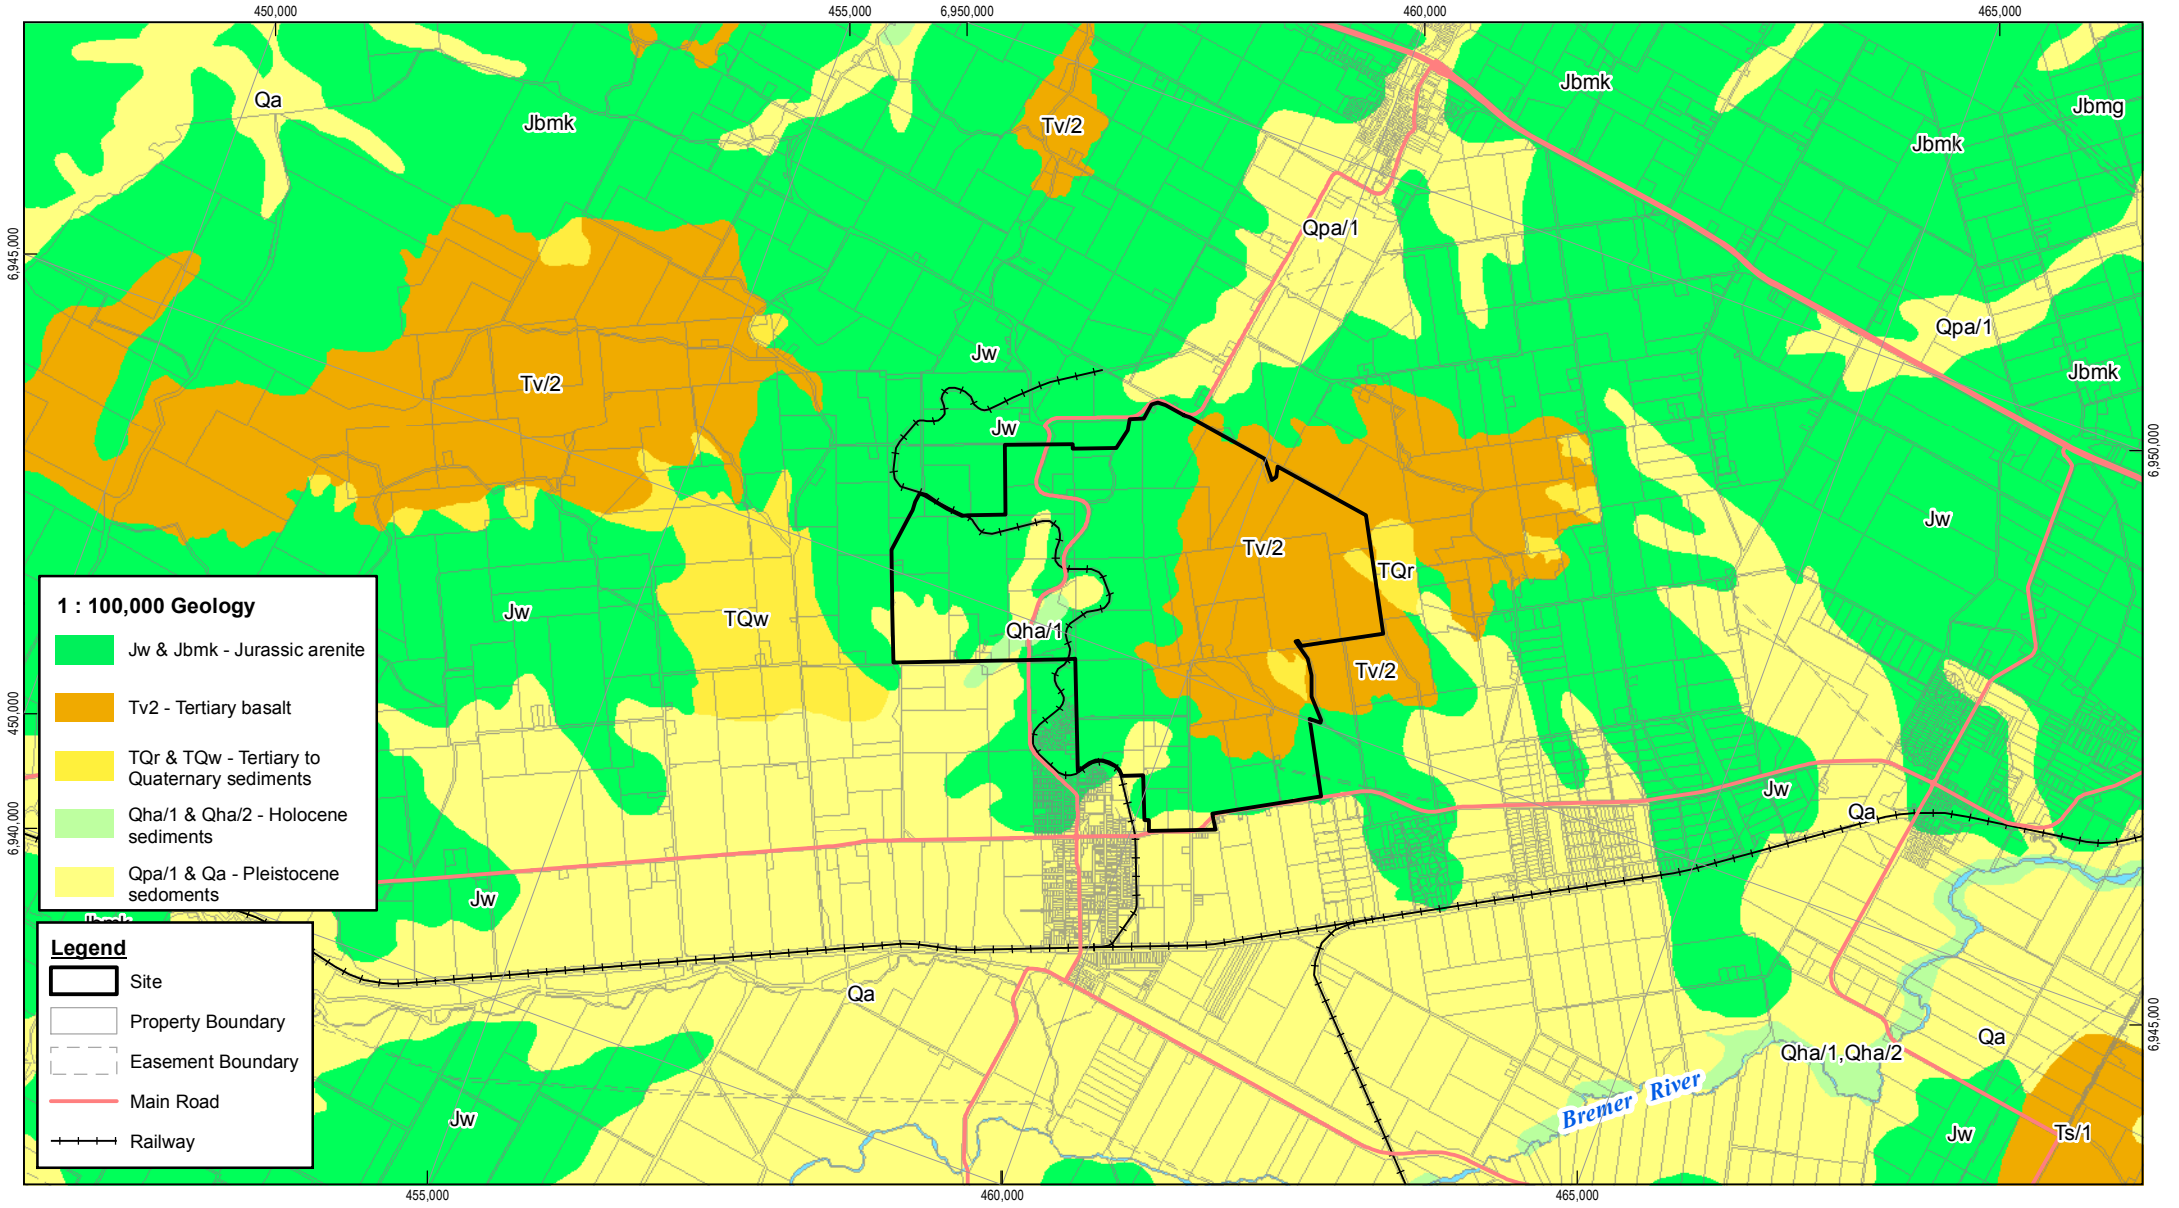 450,000
455,000
6,950,000
460,000
465,000
Jbmk
Qa
Jbmg
Jbmk
Tv/2
Jbmk
Qpa/1
6,945,000
Qpa/1
Jw
Jbmk
Tv/2
Jw
6,950,000
Jw
Tv/2
TQr
1 : 100,000 Geology
Jw & Jbmk - Jurassic arenite
Tv2 - Tertiary basalt
TQr & TQw - Tertiary to
Quaternary sediments
Qha/1 & Qha/2 - Holocene
sediments
Qpa/1 & Qa - Pleistocene
sedoments
Jw
TQw
Qha/1
Tv/2
450,000
Jw
Qa
6,940,000
Jw
Jbmk
Legend
Site
Property Boundary
Easement Boundary
Main Road
Railway
Qa
6,945,000
Qa
Qha/1,Qha/2
Bremer River
Jw
Jw
Ts/1
455,000
460,000
465,000